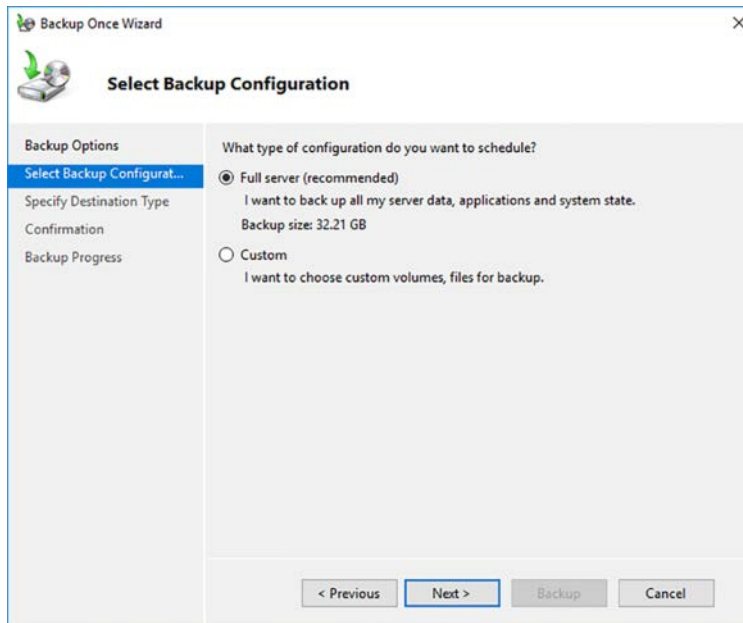 Backup Once Wizard
Select Backup Configuration
Backup Options
Select Backup Configurat...
Specify Destination Type
Confirmation
Backup Progress
What type of configuration do you want to schedule?
Full server (recommended)
I want to back up all my server data, applications and system state.
Backup size: 32.21 GB
Custom
I want to choose custom volumes, files for backup.
< Previous
Next >
Backup
Cancel